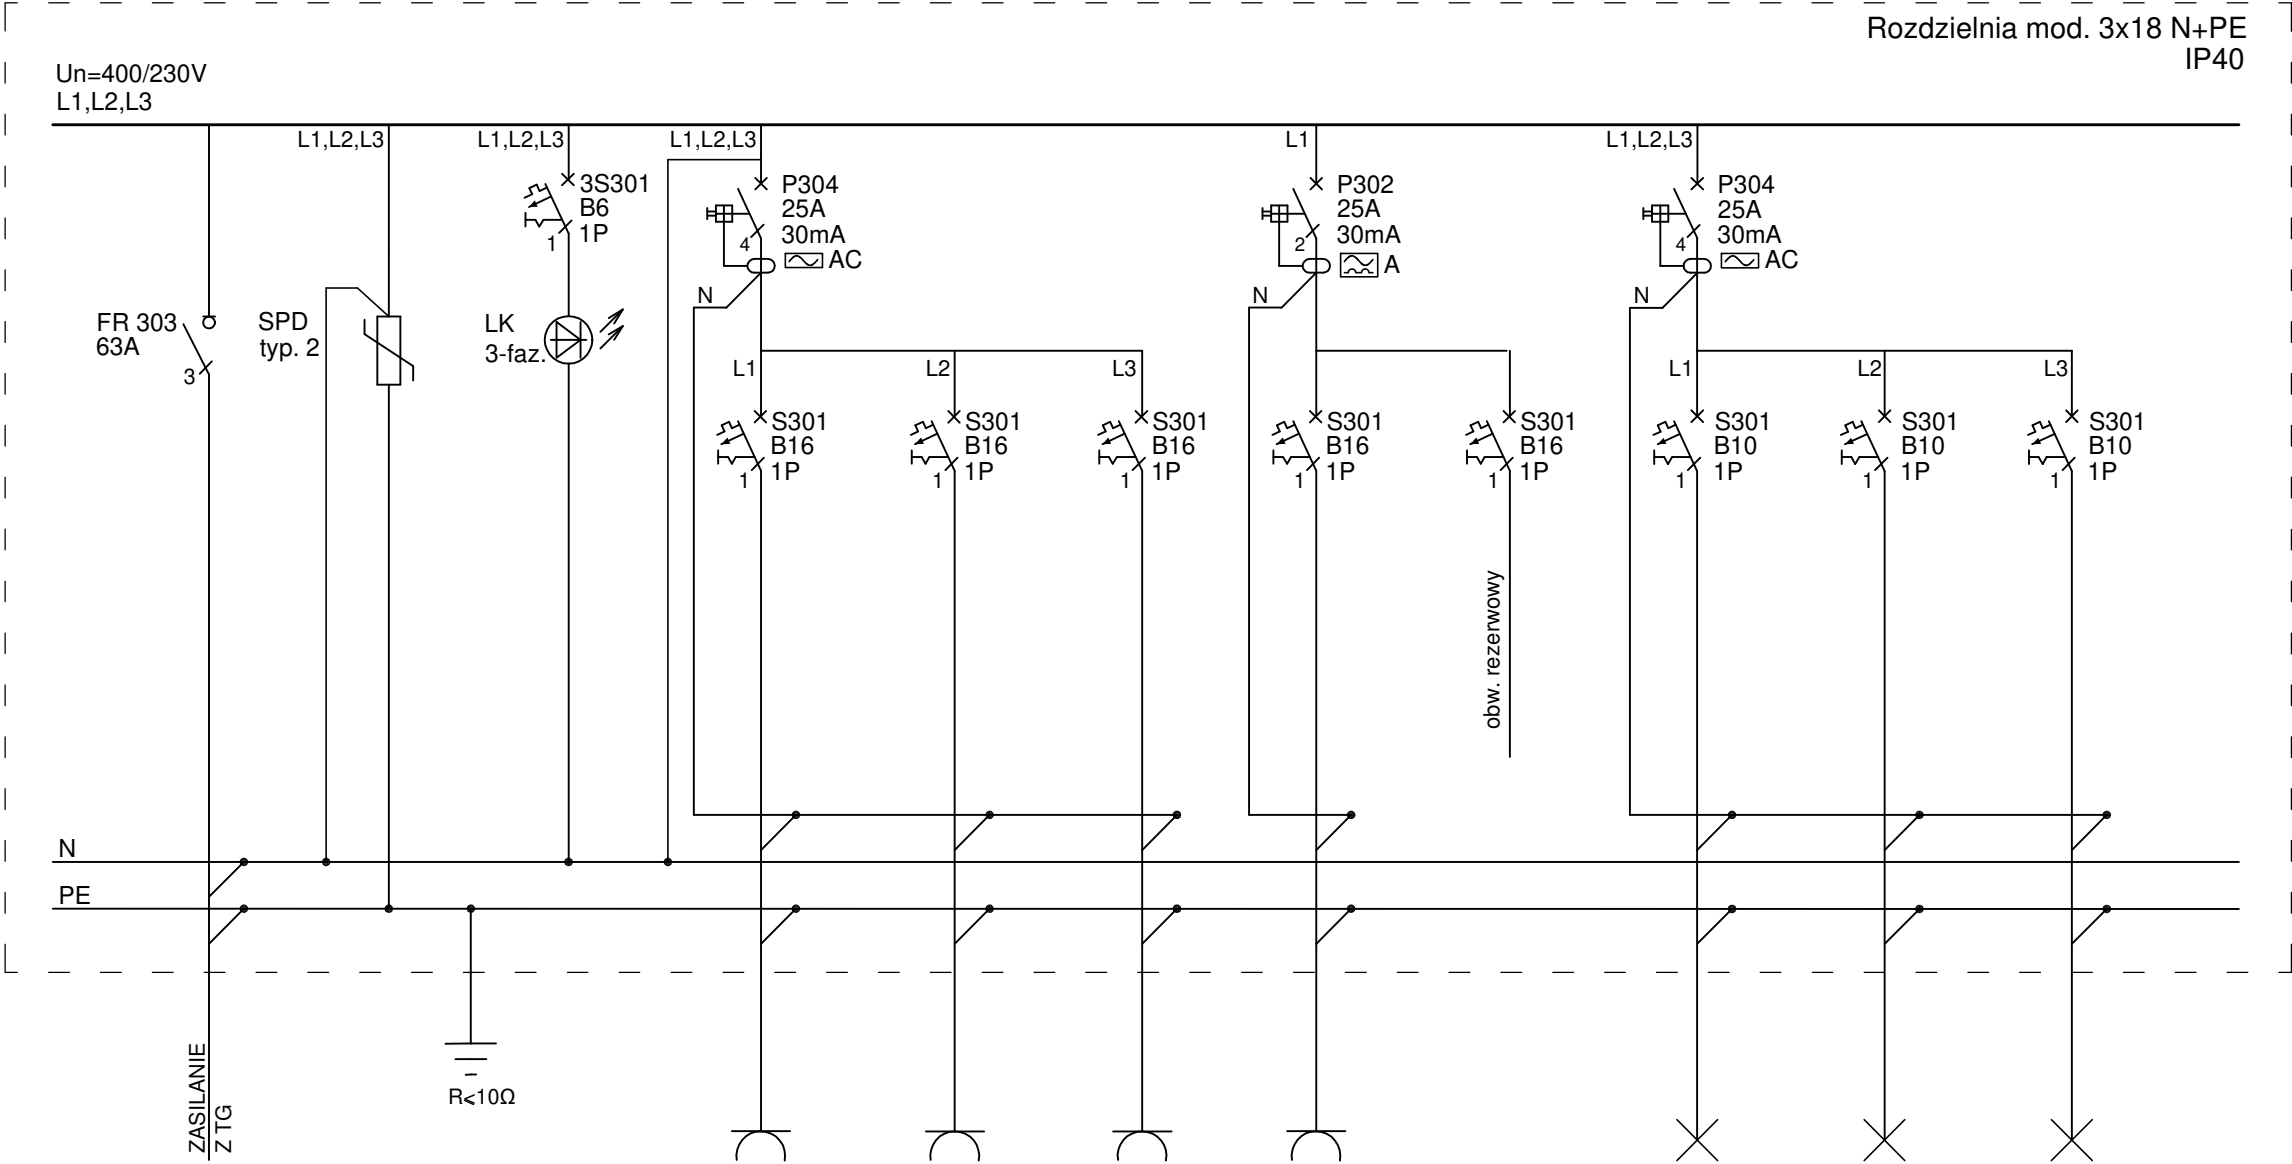 Rozdzielnia mod. 3x18 N+PE
IP40
Un=400/230V
L1,L2,L3
L1,L2,L3
L1,L2,L3
L1,L2,L3
L1
L1,L2,L3
3S301
B6
1P
1
P304
25A
30mA
4
AC
P302
25A
30mA
2
A
P304
25A
30mA
4
AC
N
N
N
FR 303
63A
3
SPD
typ. 2
LK
3-faz.
L1
L2
L3
L1
L2
L3
S301
B16
1P
1
S301
B16
1P
1
S301
B16
1P
1
S301
B16
1P
1
S301
B16
1P
1
S301
B10
1P
1
S301
B10
1P
1
S301
B10
1P
1
obw. rezerwowy
N
PE
ZASILANIE
Z TG
R⩽10Ω